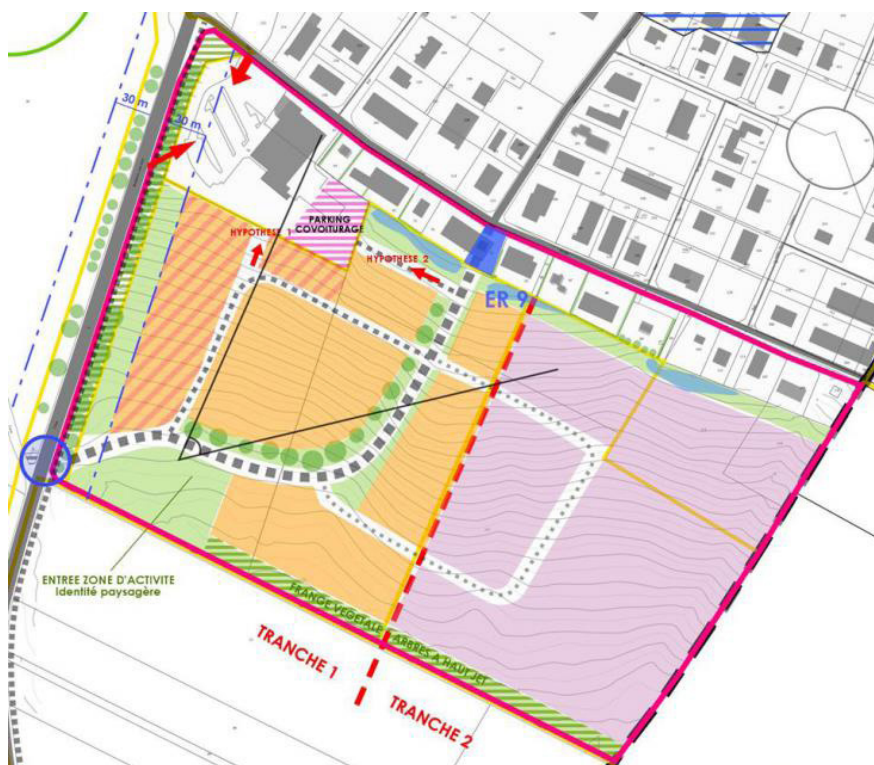 30 m
30 m
PARKING
COVOITURAGE
HYPOTHESE 1
HYPOTHESE 2
ER 9
ENTREE ZONE D'ACTIVITE
Identité paysagère
FRANGE VEGETALE ARBRES A HAUT JET
TRANCHE 1
TRANCHE 2